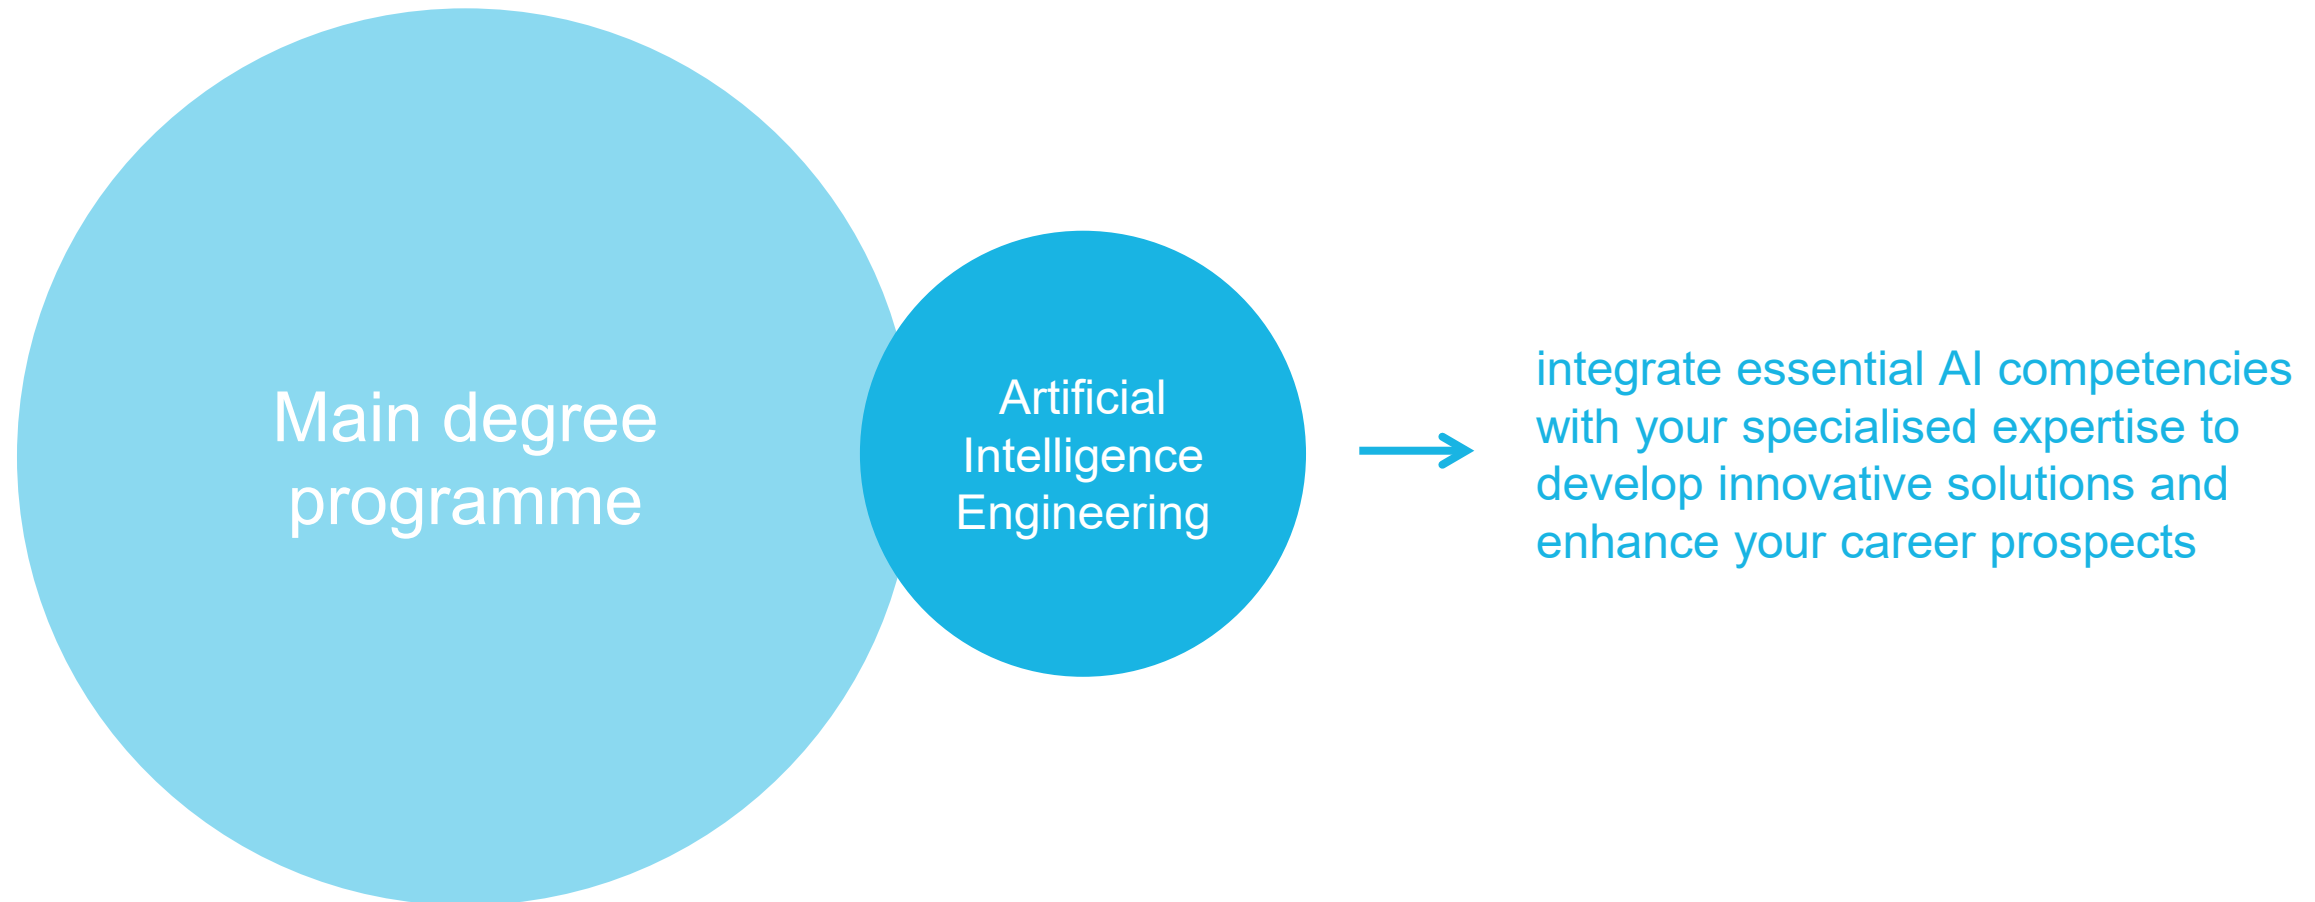 Main degree
programme
Artificial
Intelligence
Engineering
integrate essential AI competencies
with your specialised expertise to
develop innovative solutions and
enhance your career prospects